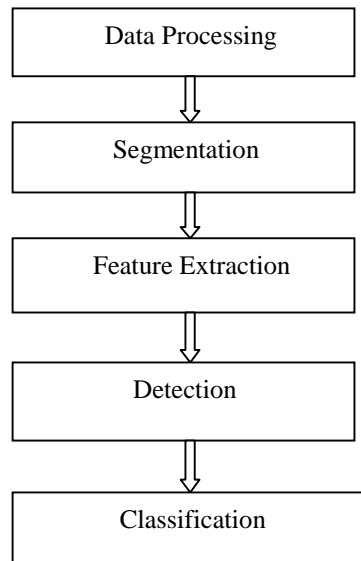 Data Processing
Segmentation
Feature Extraction
Detection
Classification